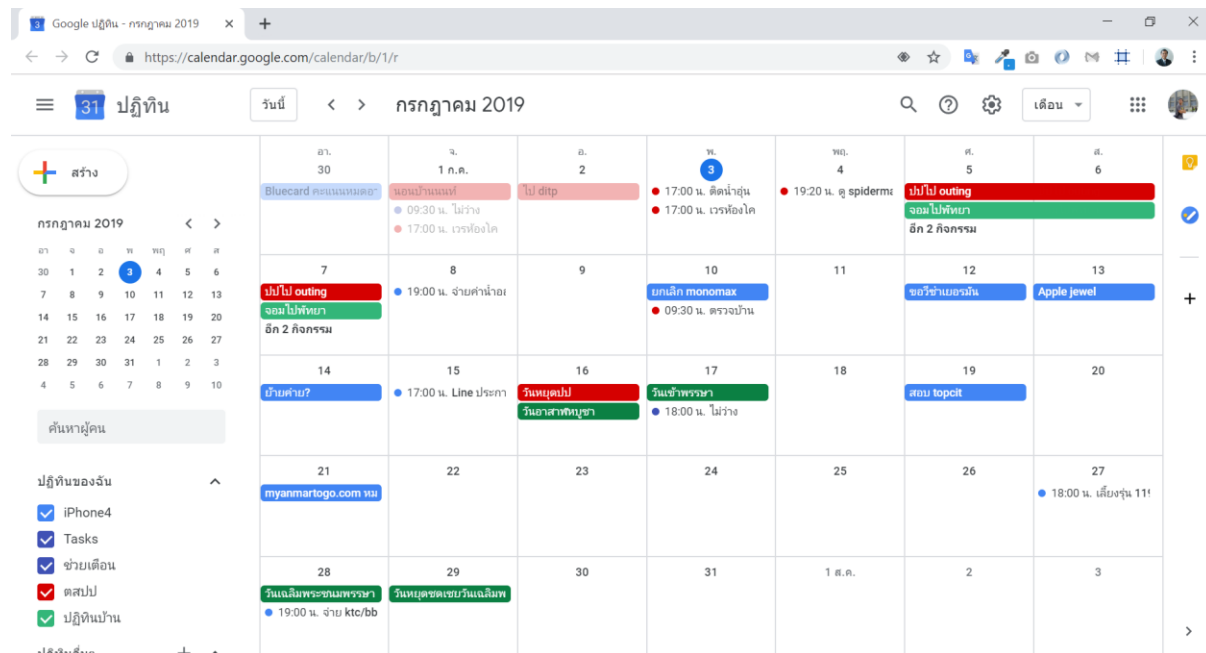 Google ปฏิทิน - กรกฎาคม 2019
https://calendar.google.com/calendar/b/1/r
31 ปฏิทิน วันนี้ กรกฎาคม 2019 เดือน
สร้าง
กรกฎาคม 2019
อา จ อ พ พฤ ศ ส
30 1 2 3 4 5 6
7 8 9 10 11 12 13
14 15 16 17 18 19 20
21 22 23 24 25 26 27
28 29 30 31 1 2 3
4 5 6 7 8 9 10
ค้นหาผู้คน
ปฏิทินของฉัน
iPhone4
Tasks
ช่วยเตือน
ตสปป
ปฏิทินบ้าน
อา. จ. อ. พ. พฤ. ศ. ส.
30 1 ก.ค. 2 3 4 5 6
Bluecard คะแนนหมดอา นอนบ้านนนท์ ไป ditp 17:00 น. ติดน้ำอุ่น 19:20 น. ดู spiderma ปปไป outing
09:30 น. ไม่ว่าง 17:00 น. เวรห้องโค จอมไปพัทยา
17:00 น. เวรห้องโค อีก 2 กิจกรรม
7 8 9 10 11 12 13
ปปไป outing 19:00 น. จ่ายค่าน้ำอะ ยกเลิก monomax ขอวีซ่าเยอรมัน Apple jewel
จอมไปพัทยา 09:30 น. ตรวจบ้าน
อีก 2 กิจกรรม
14 15 16 17 18 19 20
ย้ายค่าย? 17:00 น. Line ประกา วันหยุดปป วันเข้าพรรษา สอบ topcit
วันอาสาฬหบูชา 18:00 น. ไม่ว่าง
21 22 23 24 25 26 27
myanmartogo.com หม 18:00 น. เลี้ยงรุ่น 119
28 29 30 31 1 ส.ค. 2 3
วันเฉลิมพระชนมพรรษา วันหยุดชดเชยวันเฉลิมพ
19:00 น. จ่าย ktc/bb